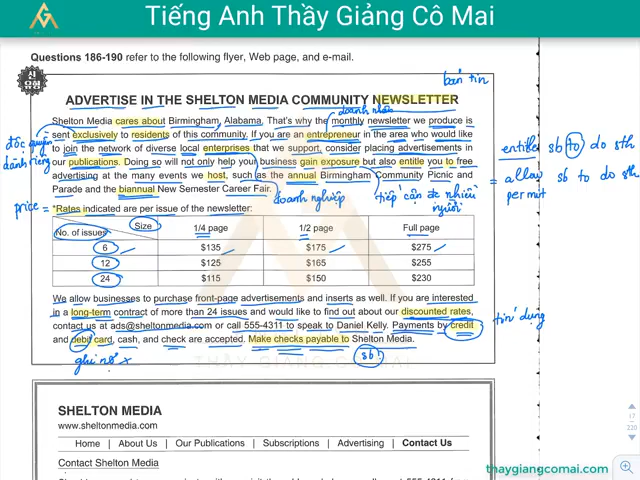 Tiếng Anh Thầy Giảng Cô Mai
Questions 186-190 refer to the following flyer, Web page, and e-mail.
bản tin
ADVERTISE IN THE SHELTON MEDIA COMMUNITY NEWSLETTER
doanh nhân
Shelton Media cares about Birmingham, Alabama. That's why the monthly newsletter we produce is
sent exclusively to residents of this community. If you are an entrepreneur in the area who would like
to join the network of diverse local enterprises that we support, consider placing advertisements in
our publications. Doing so will not only help your business gain exposure but also entitle you to free
advertising at the many events we host, such as the annual Birmingham Community Picnic and
Parade and the biannual New Semester Career Fair.
độc quyền
dành riêng
entitle sb to do sth
= allow sb to do sth
permit
doanh nghiệp
tiếp cận đc nhiều
người
price =
*Rates indicated are per issue of the newsletter:
Size
No. of issues
1/4 page 1/2 page Full page
6 $135 $175 $275
12 $125 $165 $255
24 $115 $150 $230
We allow businesses to purchase front-page advertisements and inserts as well. If you are interested
in a long-term contract of more than 24 issues and would like to find out about our discounted rates,
contact us at ads@sheltonmedia.com or call 555-4311 to speak to Daniel Kelly. Payments by credit
and debit card, cash, and check are accepted. Make checks payable to Shelton Media.
tín dụng
ghi nợ
sb
THẦY GIẢNG CÔ MAI
SHELTON MEDIA
www.sheltonmedia.com
Home | About Us | Our Publications | Subscriptions | Advertising | Contact Us
Contact Shelton Media
17
220
thaygiangcomai.com